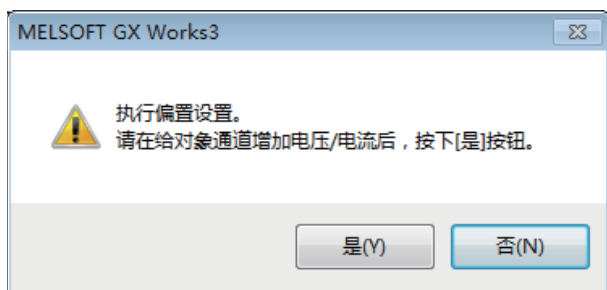 MELSOFT GX Works3
执行偏置设置。
请在给对象通道增加电压/电流后，按下[是]按钮。
是(Y)
否(N)